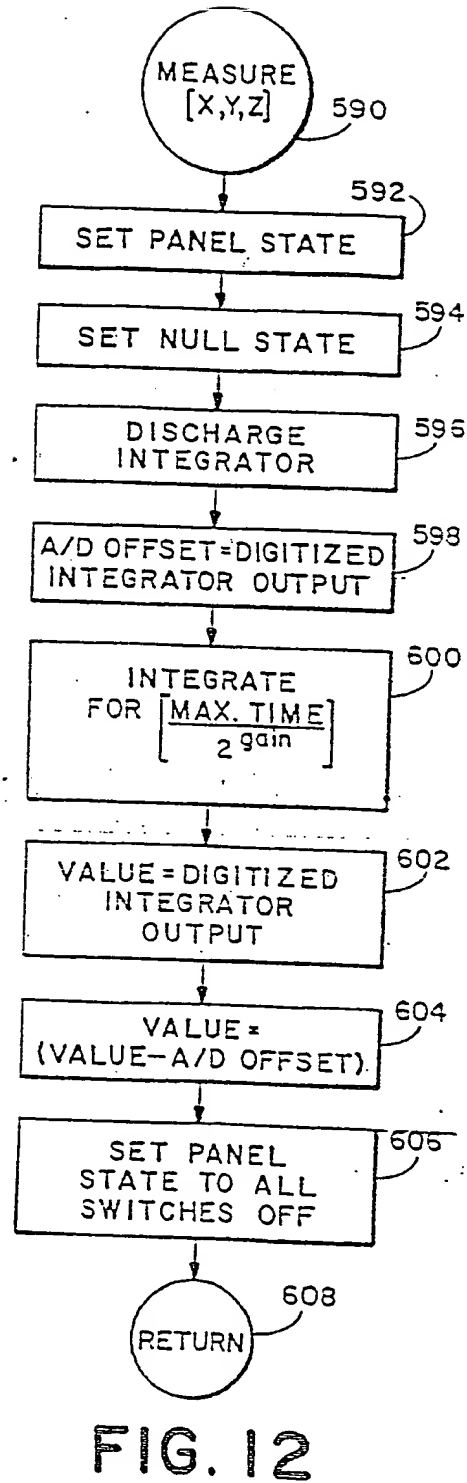 MEASURE
[X,Y,Z]
590
592
SET PANEL STATE
594
SET NULL STATE
596
DISCHARGE
INTEGRATOR
598
A/D OFFSET=DIGITIZED
INTEGRATOR OUTPUT
600
INTEGRATE
FOR [MAX. TIME
2 gain]
602
VALUE=DIGITIZED
INTEGRATOR
OUTPUT
604
VALUE=
(VALUE-A/D OFFSET)
606
SET PANEL
STATE TO ALL
SWITCHES OFF
608
RETURN
FIG. 12